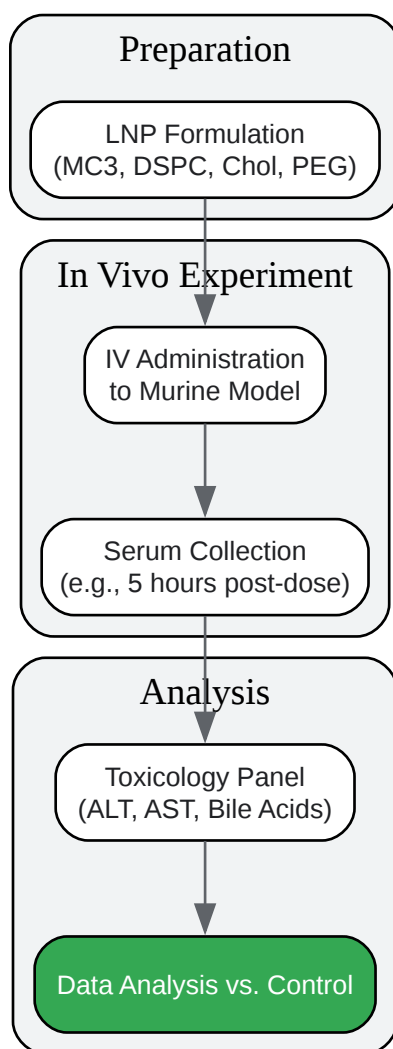 Preparation
LNP Formulation
(MC3, DSPC, Chol, PEG)
In Vivo Experiment
IV Administration
to Murine Model
Serum Collection
(e.g., 5 hours post-dose)
Analysis
Toxicology Panel
(ALT, AST, Bile Acids)
Data Analysis vs. Control